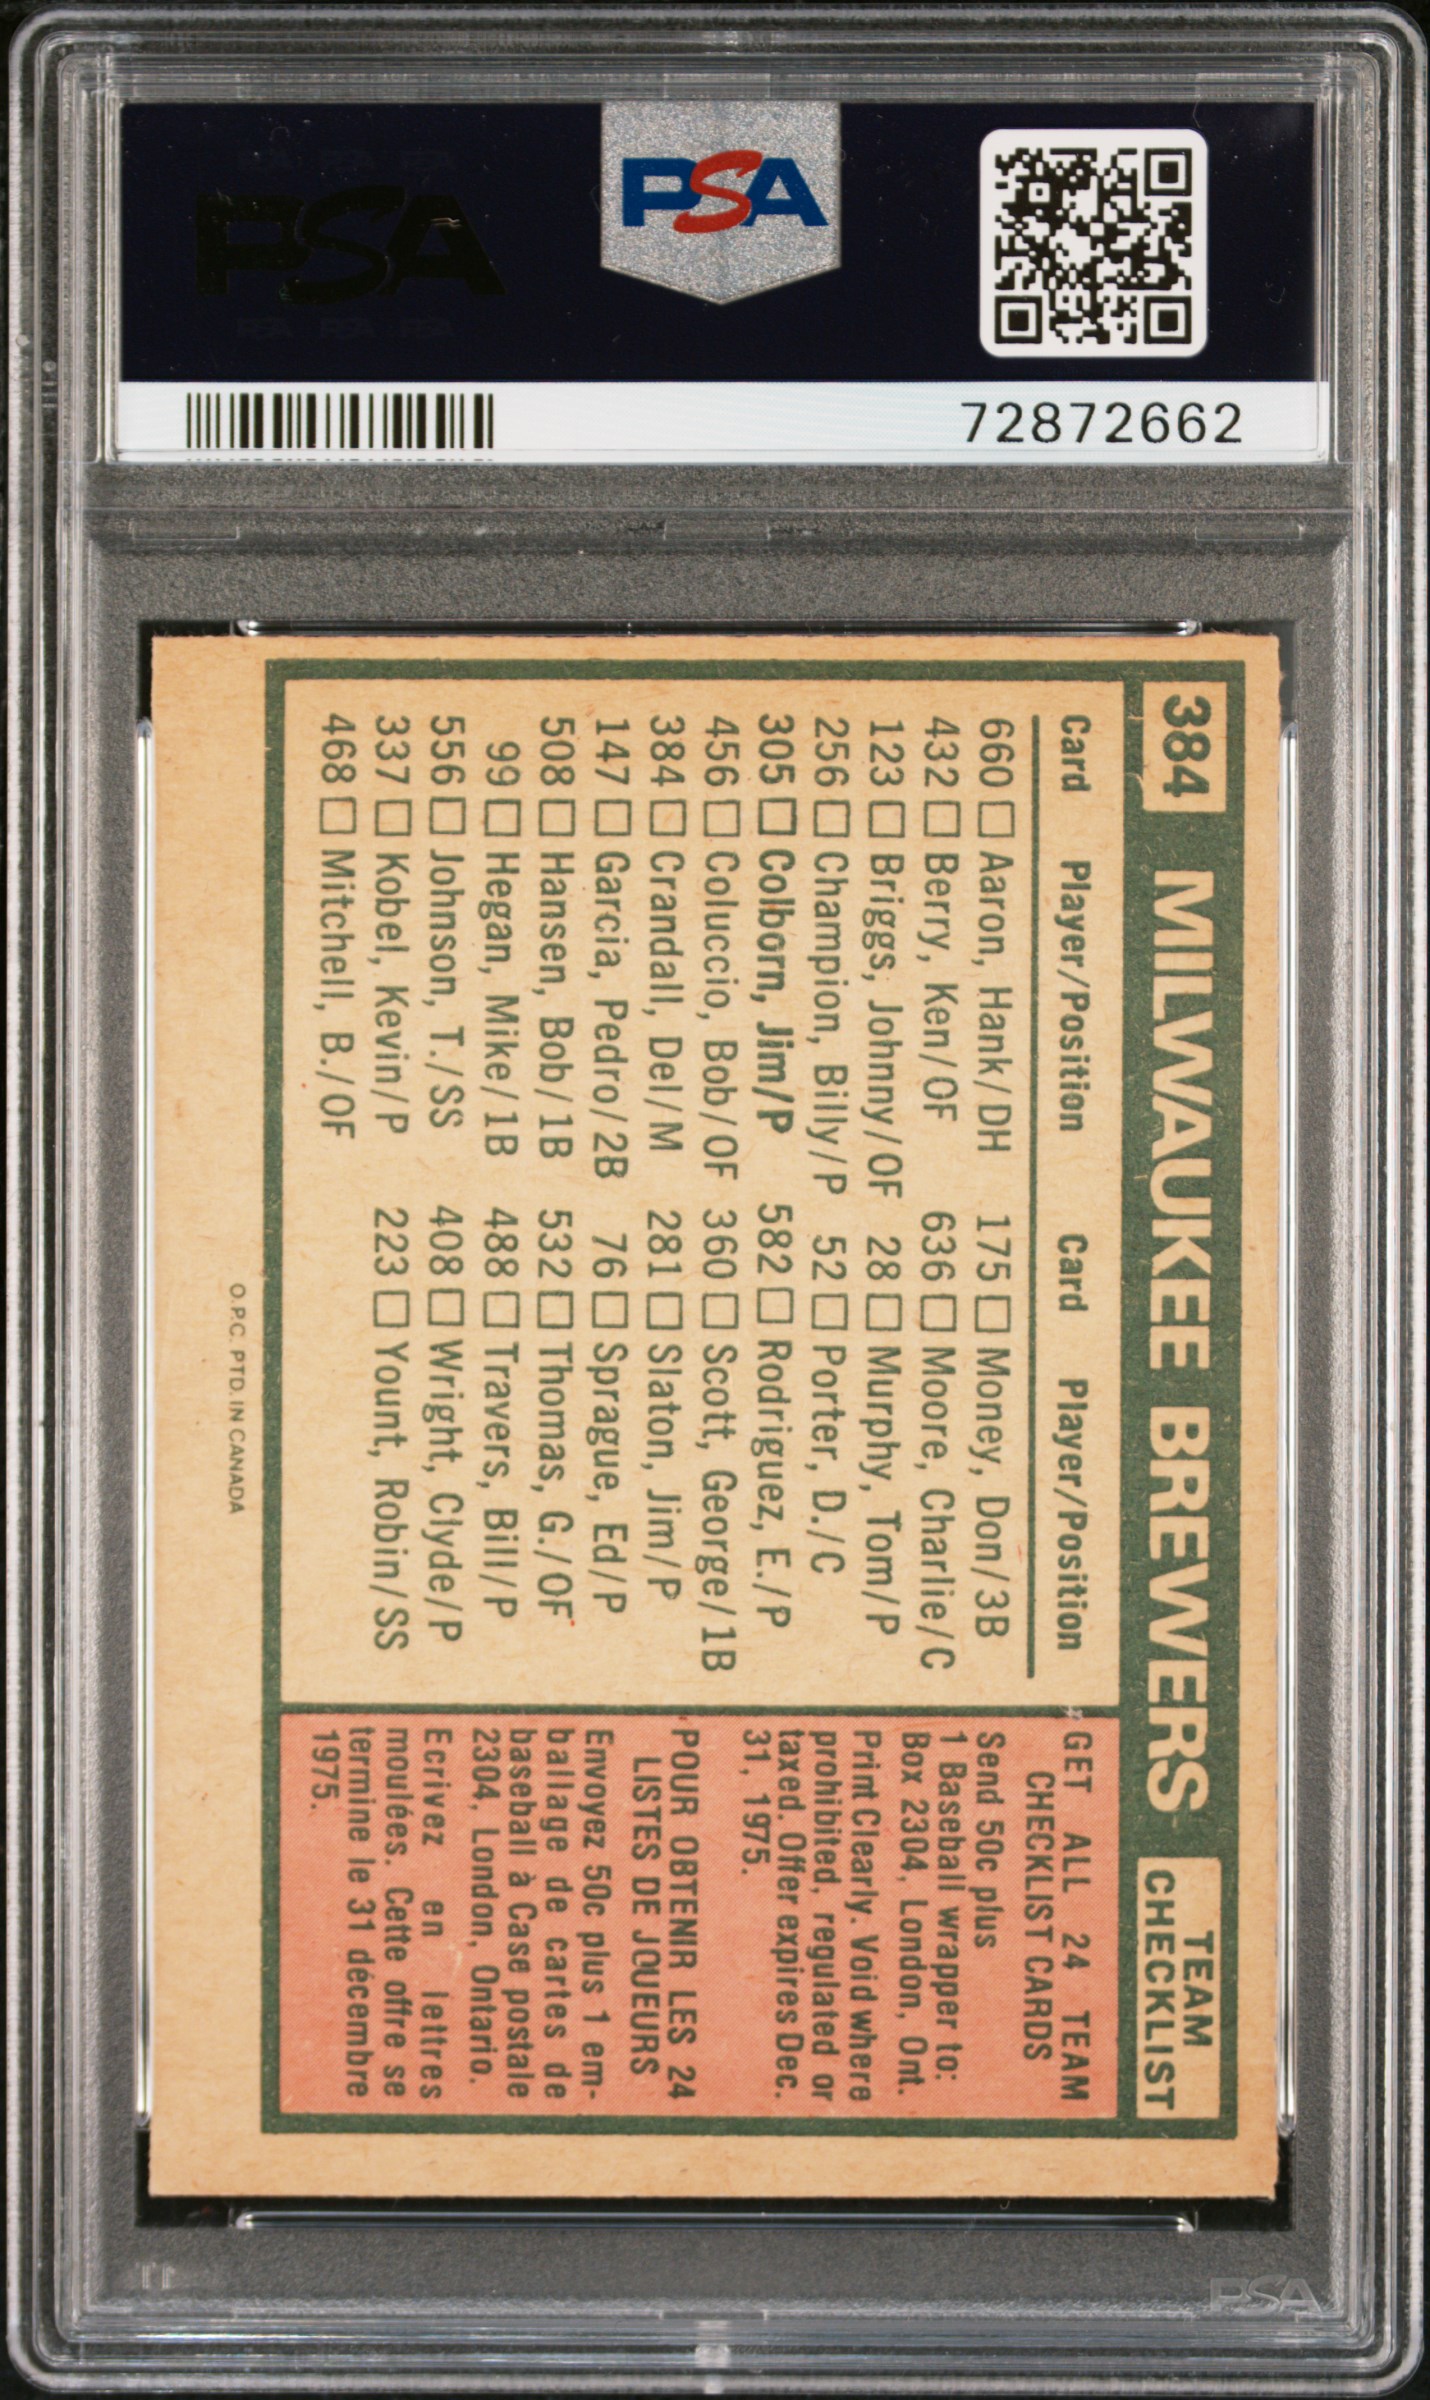 PSA
PSA
72872662
384 MILWAUKEE BREWERS TEAM CHECKLIST
Card Player/Position Card Player/Position
660 Aaron, Hank/DH 175 Money, Don/3B
432 Berry, Ken/OF 636 Moore, Charlie/C
123 Briggs, Johnny/OF 28 Murphy, Tom/P
256 Champion, Billy/P 52 Porter, D./C
305 Colborn, Jim/P 582 Rodriguez, E./P
456 Coluccio, Bob/OF 360 Scott, George/1B
384 Crandall, Del/M 281 Slaton, Jim/P
147 Garcia, Pedro/2B 76 Sprague, Ed/P
508 Hansen, Bob/1B 532 Thomas, G./OF
99 Hegan, Mike/1B 488 Travers, Bill/P
556 Johnson, T./SS 408 Wright, Clyde/P
337 Kobel, Kevin/P 223 Yount, Robin/SS
468 Mitchell, B./OF
GET ALL 24 TEAM
CHECKLIST CARDS
Send 50c plus
1 Baseball wrapper to:
Box 2304, London, Ont.
Print Clearly. Void where
prohibited, regulated or
taxed. Offer expires Dec.
31, 1975.
POUR OBTENIR LES 24
LISTES DE JOUEURS
Envoyez 50c plus 1 em-
ballage de cartes de
baseball à Case postale
2304, London, Ontario.
Ecrivez en lettres
moulées. Cette offre se
termine le 31 décembre
1975.
O.P.C. PTD. IN CANADA
PSA